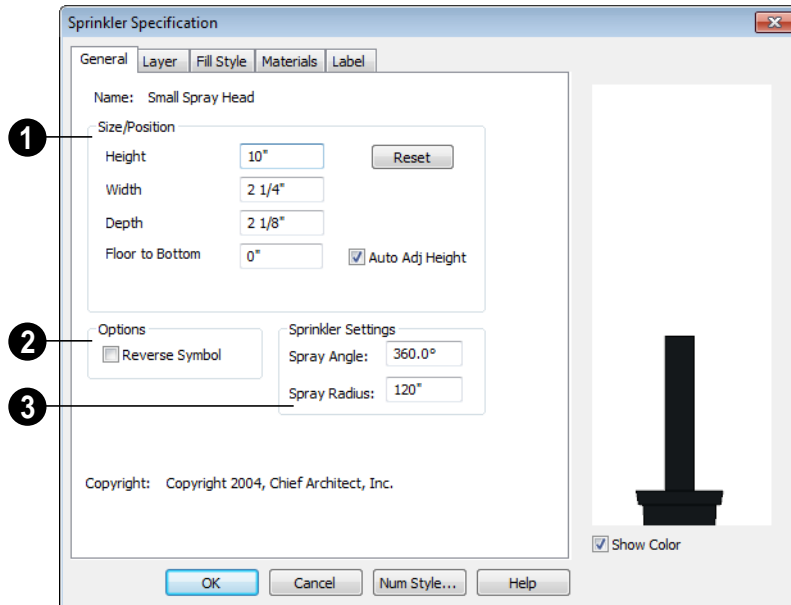 Sprinkler Specification
General Layer Fill Style Materials Label
Name: Small Spray Head
1
Size/Position
Height 10" Reset
Width 2 1/4"
Depth 2 1/8"
Floor to Bottom 0" Auto Adj Height
2
Options
Reverse Symbol
Sprinkler Settings
Spray Angle: 360.0°
Spray Radius: 120"
3
Copyright: Copyright 2004, Chief Architect, Inc.
Show Color
OK Cancel Num Style... Help